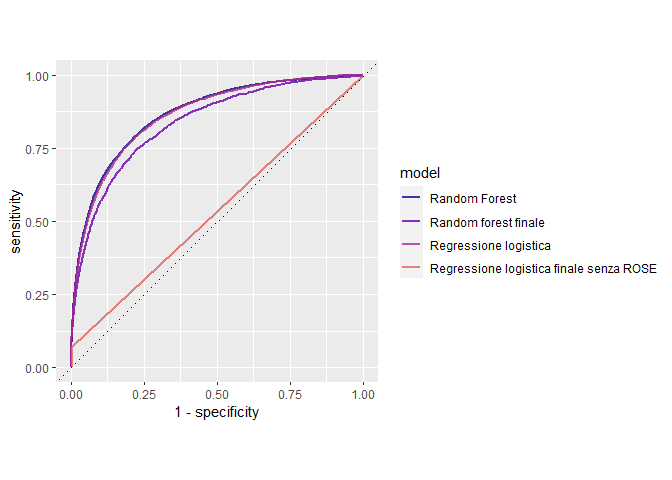 1.00
0.75
0.50
0.25
0.00
sensitivity
0.00 0.25 0.50 0.75 1.00
1 - specificity
model
Random Forest
Random forest finale
Regressione logistica
Regressione logistica finale senza ROSE